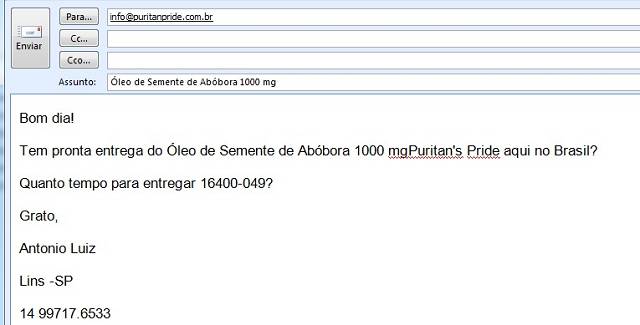 Enviar
Para...
info@puritanpride.com.br
Cc...
Cco...
Assunto:
Óleo de Semente de Abóbora 1000 mg
Bom dia!
Tem pronta entrega do Óleo de Semente de Abóbora 1000 mgPuritan's Pride aqui no Brasil?
Quanto tempo para entregar 16400-049?
Grato,
Antonio Luiz
Lins -SP
14 99717.6533